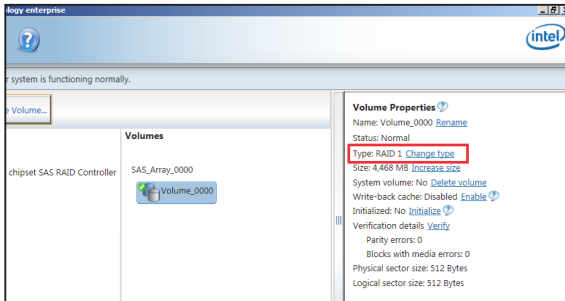 ology enterprise
intel
r system is functioning normally.
e Volume...
Volumes
chipset SAS RAID Controller
SAS_Array_0000
Volume_0000
Volume Properties
Name: Volume_0000 Rename
Status: Normal
Type: RAID 1 Change type
Size: 4,468 MB Increase size
System volume: No Delete volume
Write-back cache: Disabled Enable
Initialized: No Initialize
Verification details Verify
Parity errors: 0
Blocks with media errors: 0
Physical sector size: 512 Bytes
Logical sector size: 512 Bytes